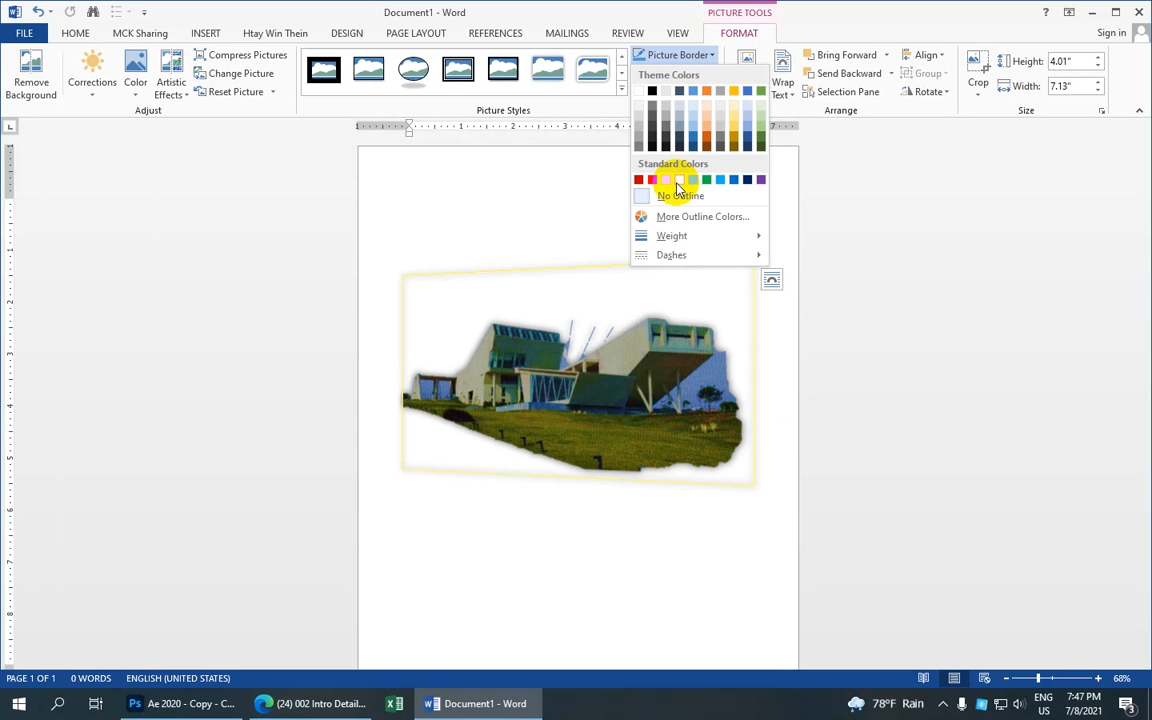 Document1 - Word
PICTURE TOOLS
Sign in
FILE
HOME
MCK Sharing
INSERT
Htay Win Thein
DESIGN
PAGE LAYOUT
REFERENCES
MAILINGS
REVIEW
VIEW
FORMAT
Remove Background
Corrections
Color
Artistic Effects
Compress Pictures
Change Picture
Reset Picture
Adjust
Picture Styles
Picture Border
Wrap Text
Bring Forward
Send Backward
Selection Pane
Align
Group
Rotate
Arrange
Crop
Height: 4.01"
Width: 7.13"
Size
Theme Colors
Standard Colors
No Outline
More Outline Colors...
Weight
Dashes
PAGE 1 OF 1
0 WORDS
ENGLISH (UNITED STATES)
68%
Ae 2020 - Copy - C...
(24) 002 Intro Detail...
Document1 - Word
78°F Rain
ENG
US
7:47 PM
7/8/2021
3